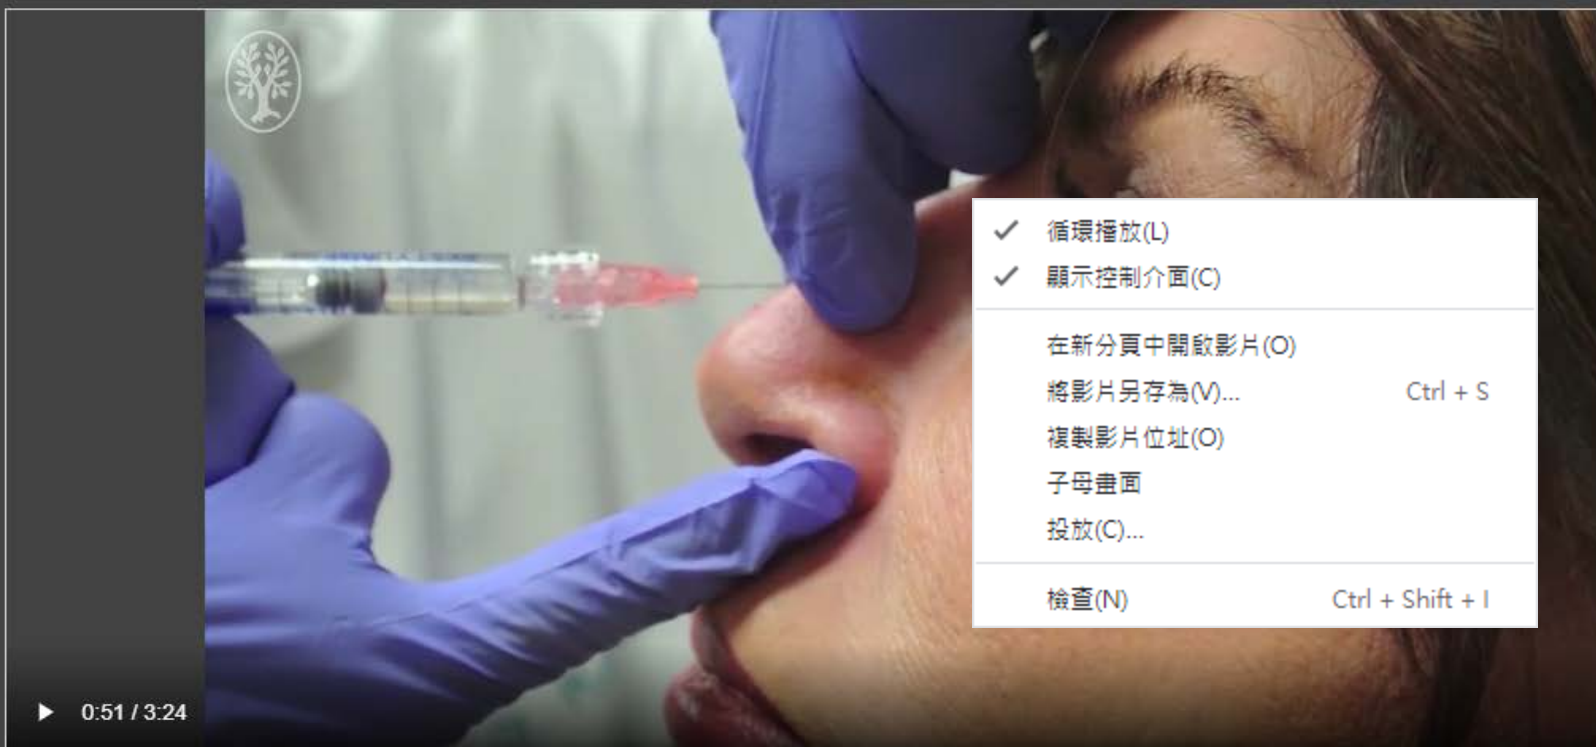 循環播放(L)
顯示控制介面(C)
在新分頁中開啟影片(O)
將影片另存為(V)... Ctrl + S
複製影片位址(O)
子母畫面
投放(C)...
檢查(N) Ctrl + Shift + I
0:51 / 3:24